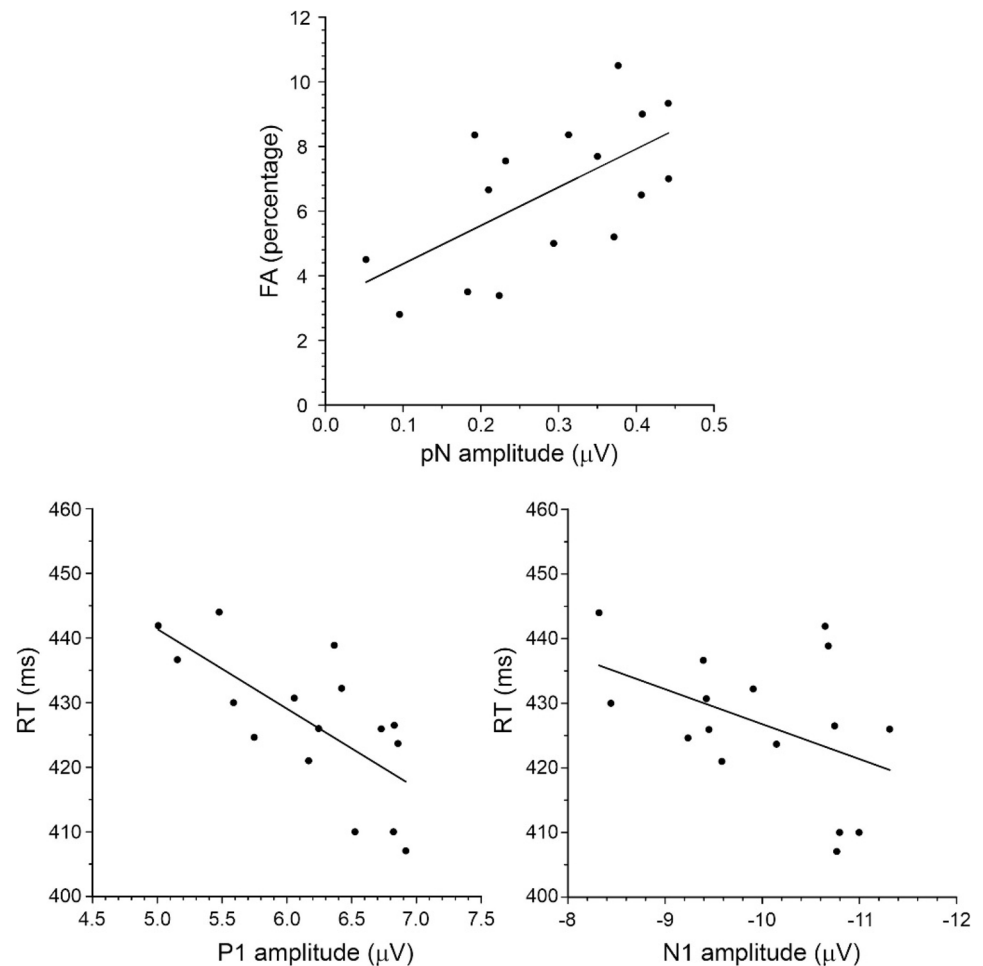 12
10
8
6
4
2
0
FA (percentage)
0.0 0.1 0.2 0.3 0.4 0.5
pN amplitude (μV)
460
450
440
430
420
410
400
RT (ms)
4.5 5.0 5.5 6.0 6.5 7.0 7.5
P1 amplitude (μV)
460
450
440
430
420
410
400
RT (ms)
-8 -9 -10 -11 -12
N1 amplitude (μV)